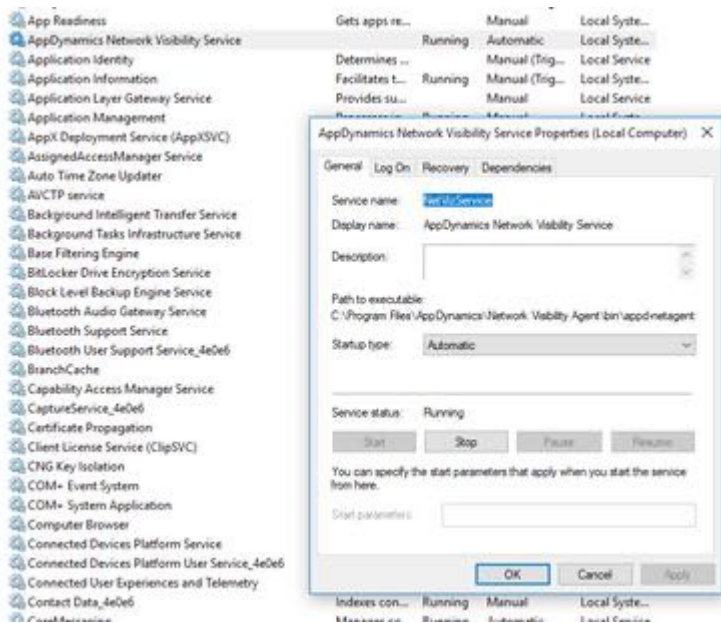 App Readiness Gets apps re... Manual Local Syste...
AppDynamics Network Visibility Service Running Automatic Local Syste...
Application Identity Determines ... Manual (Trig... Local Service
Application Information Facilitates t... Running Manual (Trig... Local Syste...
Application Layer Gateway Service Provides su... Manual Local Service
Application Management
AppX Deployment Service (AppXSVC)
AssignedAccessManager Service
Auto Time Zone Updater
AVCTP service
Background Intelligent Transfer Service
Background Tasks Infrastructure Service
Base Filtering Engine
BitLocker Drive Encryption Service
Block Level Backup Engine Service
Bluetooth Audio Gateway Service
Bluetooth Support Service
Bluetooth User Support Service_4e0e6
BranchCache
Capability Access Manager Service
CaptureService_4e0e6
Certificate Propagation
Client License Service (ClipSVC)
CNG Key Isolation
COM+ Event System
COM+ System Application
Computer Browser
Connected Devices Platform Service
Connected Devices Platform User Service_4e0e6
Connected User Experiences and Telemetry
Contact Data_4e0e6 Indexes con... Running Manual Local Syste...
CoreMessaging Manages co... Running Automatic Local Service
AppDynamics Network Visibility Service Properties (Local Computer)
General Log On Recovery Dependencies
Service name: NetVizService
Display name: AppDynamics Network Visibility Service
Description:
Path to executable:
C:\Program Files\AppDynamics\Network Visibility Agent\bin\appd-netagent
Startup type: Automatic
Service status: Running
Start Stop Pause Resume
You can specify the start parameters that apply when you start the service
from here.
Start parameters:
OK Cancel Apply